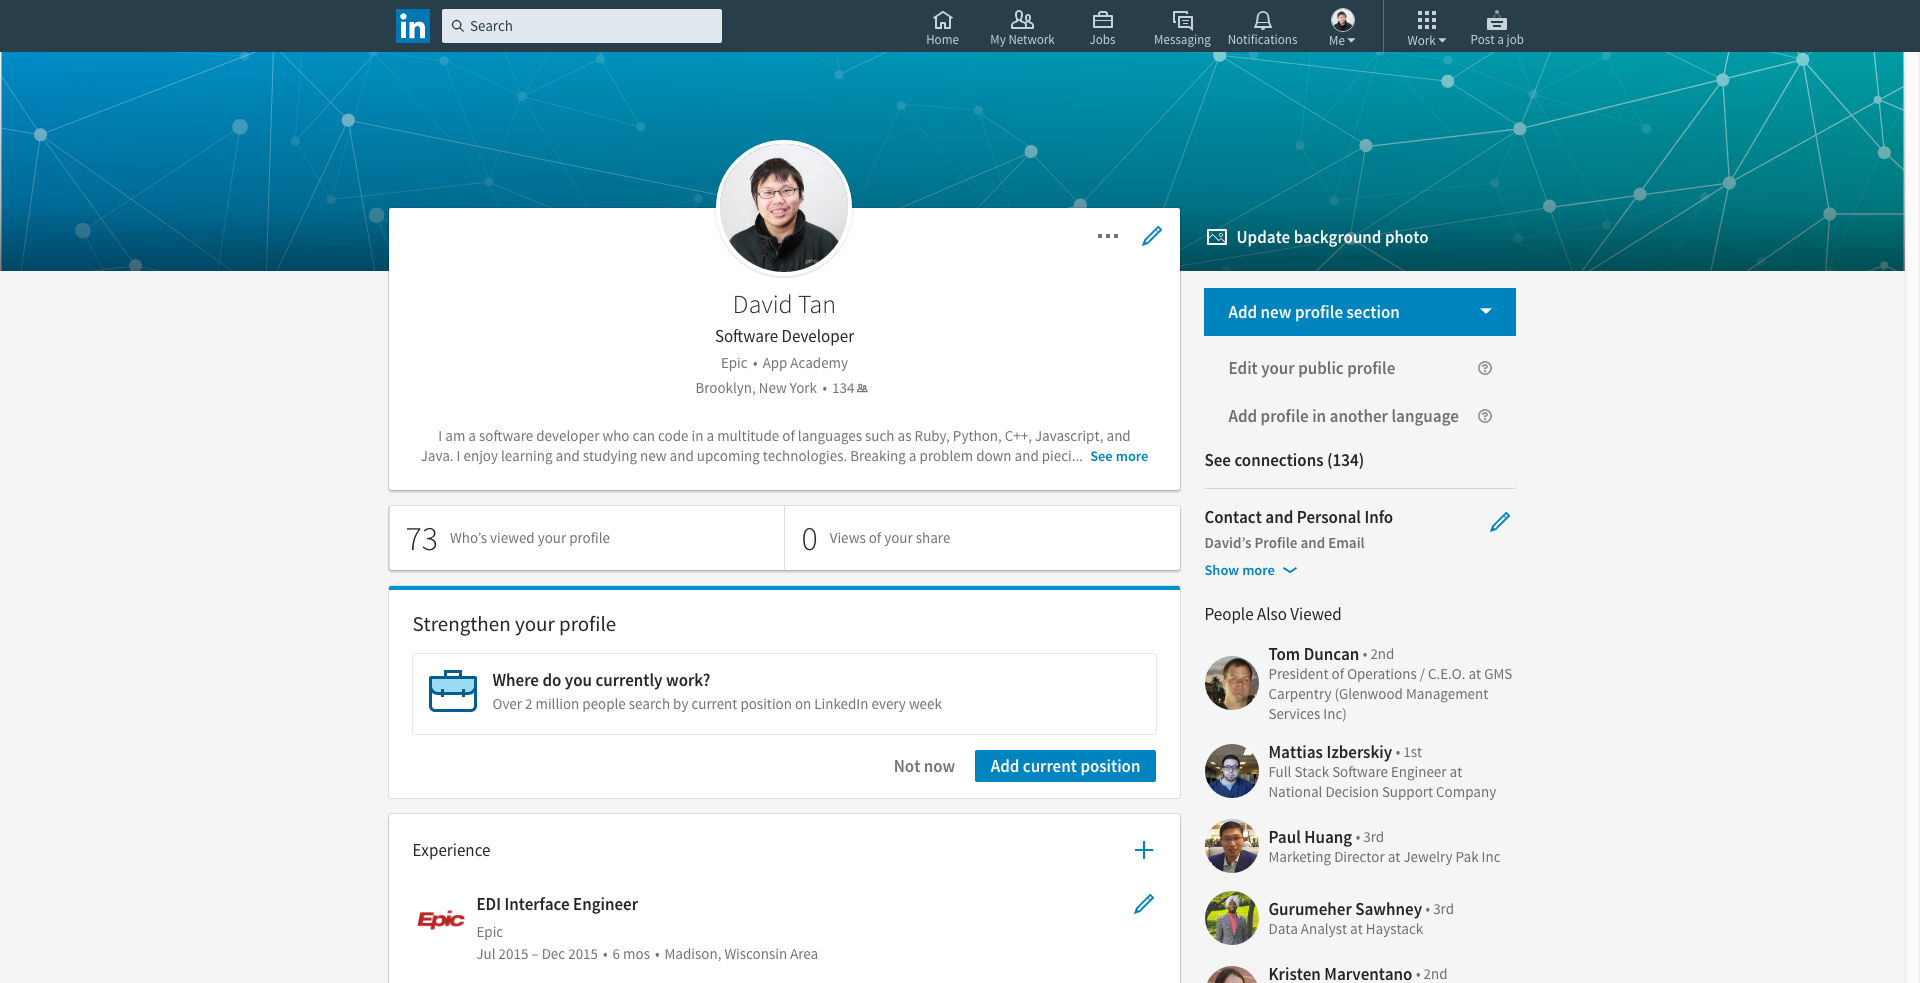 in
Search
Home
My Network
Jobs
Messaging
Notifications
Me
Work
Post a job
Update background photo
David Tan
Software Developer
Epic • App Academy
Brooklyn, New York • 134
I am a software developer who can code in a multitude of languages such as Ruby, Python, C++, Javascript, and
Java. I enjoy learning and studying new and upcoming technologies. Breaking a problem down and pieci... See more
73 Who's viewed your profile
0 Views of your share
Strengthen your profile
Where do you currently work?
Over 2 million people search by current position on LinkedIn every week
Not now
Add current position
Experience
Epic
EDI Interface Engineer
Epic
Jul 2015 – Dec 2015 • 6 mos • Madison, Wisconsin Area
Add new profile section
Edit your public profile
Add profile in another language
See connections (134)
Contact and Personal Info
David's Profile and Email
Show more
People Also Viewed
Tom Duncan • 2nd
President of Operations / C.E.O. at GMS
Carpentry (Glenwood Management
Services Inc)
Mattias Izberskiy • 1st
Full Stack Software Engineer at
National Decision Support Company
Paul Huang • 3rd
Marketing Director at Jewelry Pak Inc
Gurumeher Sawhney • 3rd
Data Analyst at Haystack
Kristen Marventano • 2nd